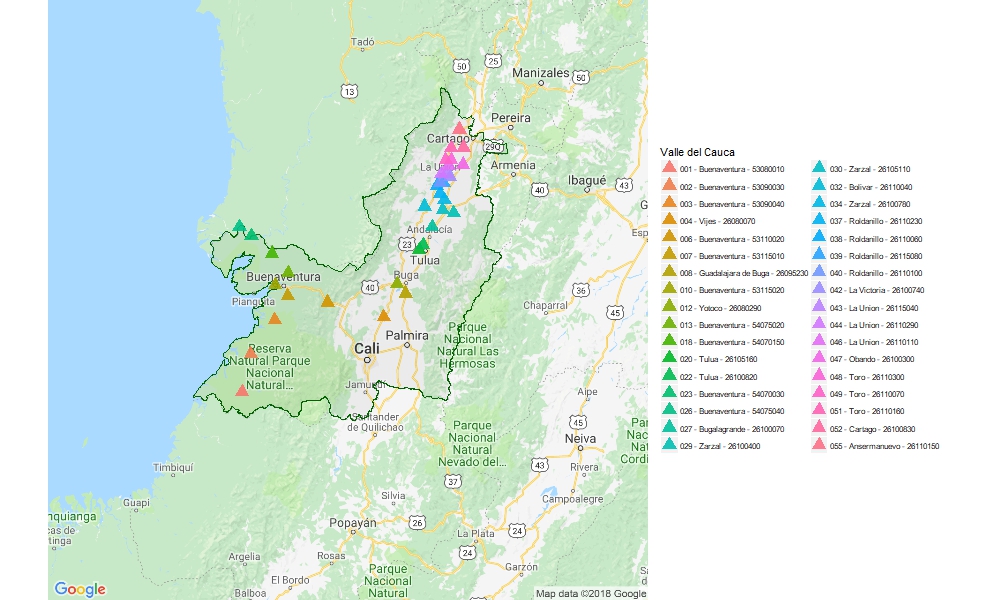 Tadó
50
25
Manizales
50
13
Pereira
Cartago
290
La Unión
Armenia
Ibagué
43
40
Andalucía
23
Tulua
Buenaventura
Buga
40
Piangüita
36
Chaparral
45
Palmira
Parque
Nacional
Natural Las
Hermosas
Cali
Reserva
Natural Parque
Nacional
Natural...
Jamundí
Aipe
Santander
de Quilichao
45
Parque
Nacional
Natural
Nevado del...
Neiva
43
Rivera
Timbiquí
37
Campoalegre
Guapi
Silvia
26
Popayán
24
La Plata
24
Argelia
Rosas
Garzón
El Bordo
Parque
Nacional
Natural
Balboa
Google
Map data ©2018 Google
Valle del Cauca
001 - Buenaventura - 53080010
002 - Buenaventura - 53090030
003 - Buenaventura - 53090040
004 - Vijes - 26080070
006 - Buenaventura - 53110020
007 - Buenaventura - 53115010
008 - Guadalajara de Buga - 26095230
010 - Buenaventura - 53115020
012 - Yotoco - 26080290
013 - Buenaventura - 54075020
018 - Buenaventura - 54070150
020 - Tulua - 26105160
022 - Tulua - 26100820
023 - Buenaventura - 54070030
026 - Buenaventura - 54075040
027 - Bugalagrande - 26100070
029 - Zarzal - 26100400
030 - Zarzal - 26105110
032 - Bolivar - 26110040
034 - Zarzal - 26100780
037 - Roldanillo - 26110230
038 - Roldanillo - 26110060
039 - Roldanillo - 26115080
040 - Roldanillo - 26110100
042 - La Victoria - 26100740
043 - La Union - 26115040
044 - La Union - 26110290
046 - La Union - 26110110
047 - Obando - 26100300
048 - Toro - 26110300
049 - Toro - 26110070
051 - Toro - 26110160
052 - Cartago - 26100830
055 - Ansermanuevo - 26110150